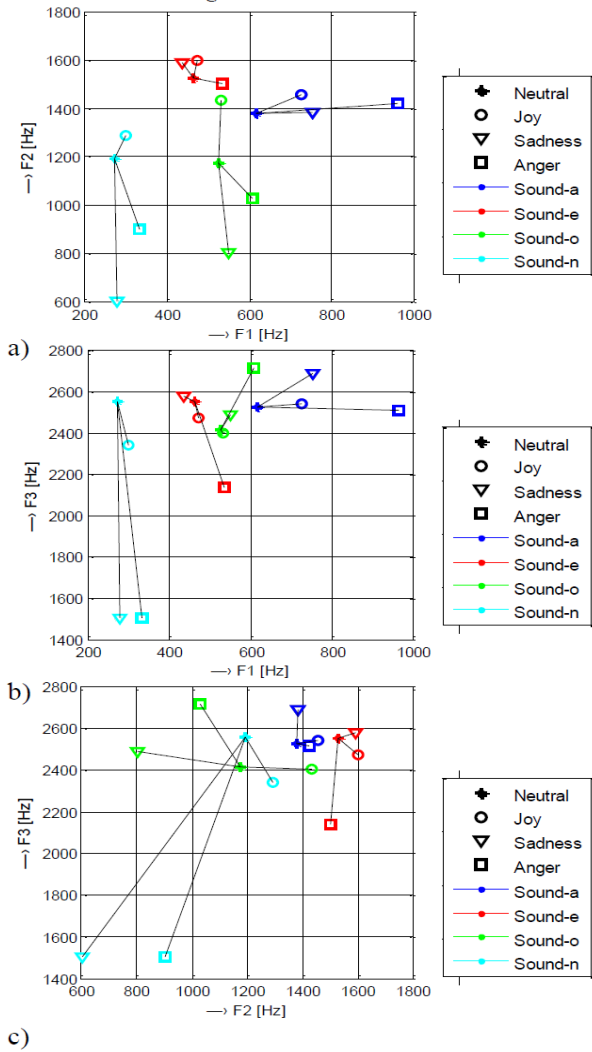 1800
1600
1400
1200
1000
800
600
200 400 600 800 1000
—> F2 [Hz]
—> F1 [Hz]
Neutral
Joy
Sadness
Anger
Sound-a
Sound-e
Sound-o
Sound-n
a)
2800
2600
2400
2200
2000
1800
1600
1400
200 400 600 800 1000
—> F3 [Hz]
—> F1 [Hz]
Neutral
Joy
Sadness
Anger
Sound-a
Sound-e
Sound-o
Sound-n
b)
2800
2600
2400
2200
2000
1800
1600
1400
600 800 1000 1200 1400 1600 1800
—> F3 [Hz]
—> F2 [Hz]
Neutral
Joy
Sadness
Anger
Sound-a
Sound-e
Sound-o
Sound-n
c)